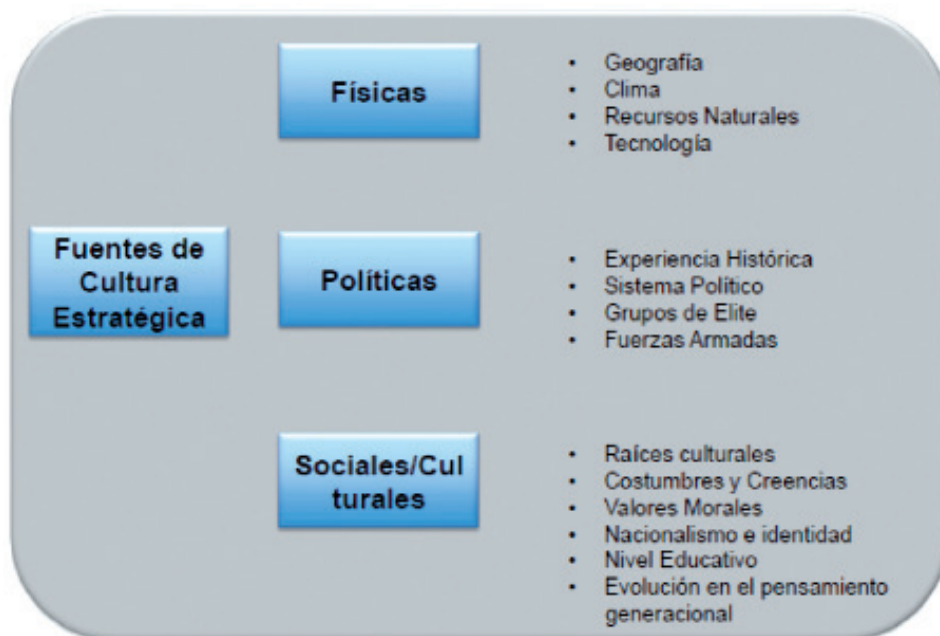 Físicas
• Geografía
• Clima
• Recursos Naturales
• Tecnología
Fuentes de
Cultura
Estratégica
Políticas
• Experiencia Histórica
• Sistema Político
• Grupos de Elite
• Fuerzas Armadas
Sociales/Cul
turales
• Raíces culturales
• Costumbres y Creencias
• Valores Morales
• Nacionalismo e identidad
• Nivel Educativo
• Evolución en el pensamiento
generacional